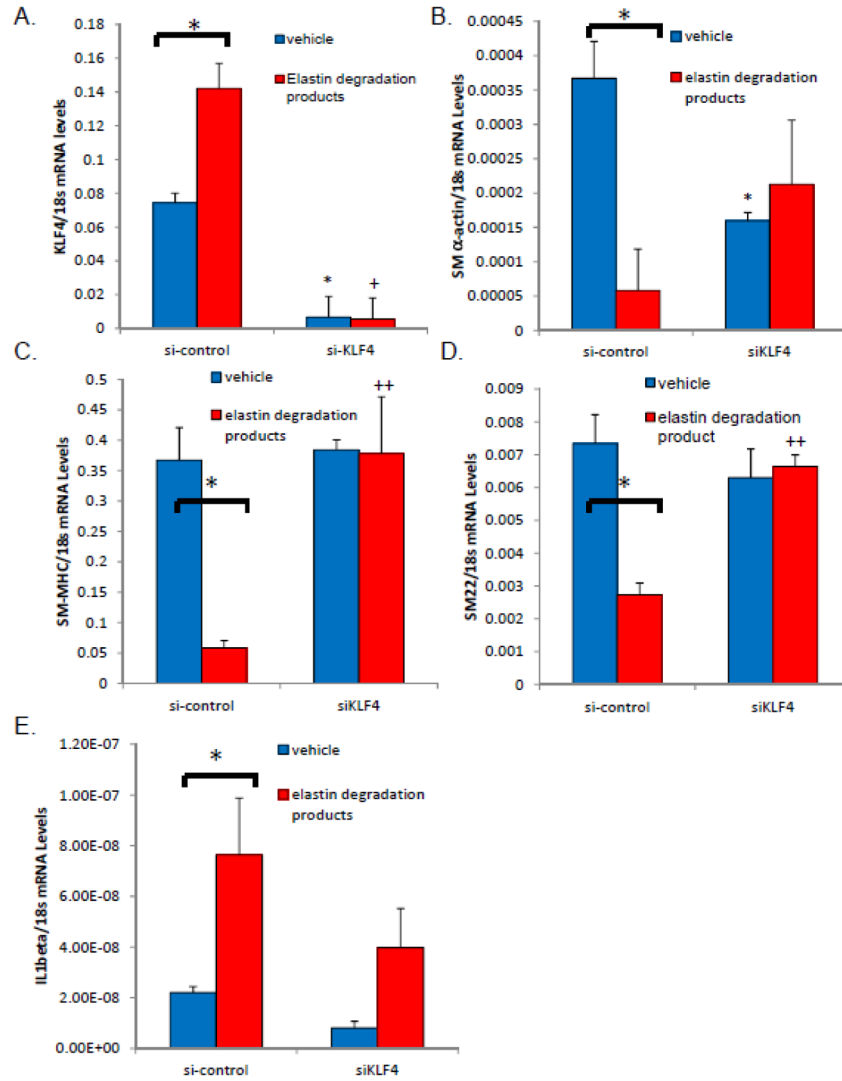 A.
KLF4/18s mRNA levels
0.18
0.16
0.14
0.12
0.1
0.08
0.06
0.04
0.02
0
*
vehicle
Elastin degradation
products
*
+
si-control
si-KLF4
B.
SM α-actin/18s mRNA Levels
0.00045
0.0004
0.00035
0.0003
0.00025
0.0002
0.00015
0.0001
0.00005
0
*
vehicle
elastin degradation
products
*
si-control
siKLF4
C.
SM-MHC/18s mRNA Levels
0.5
0.45
0.4
0.35
0.3
0.25
0.2
0.15
0.1
0.05
0
vehicle
elastin degradation
products
*
++
si-control
siKLF4
D.
SM22/18s mRNA Levels
0.009
0.008
0.007
0.006
0.005
0.004
0.003
0.002
0.001
0
vehicle
elastin degradation
product
*
++
si-control
siKLF4
E.
IL1beta/18s mRNA Levels
1.20E-07
1.00E-07
8.00E-08
6.00E-08
4.00E-08
2.00E-08
0.00E+00
*
vehicle
elastin degradation
products
si-control
siKLF4